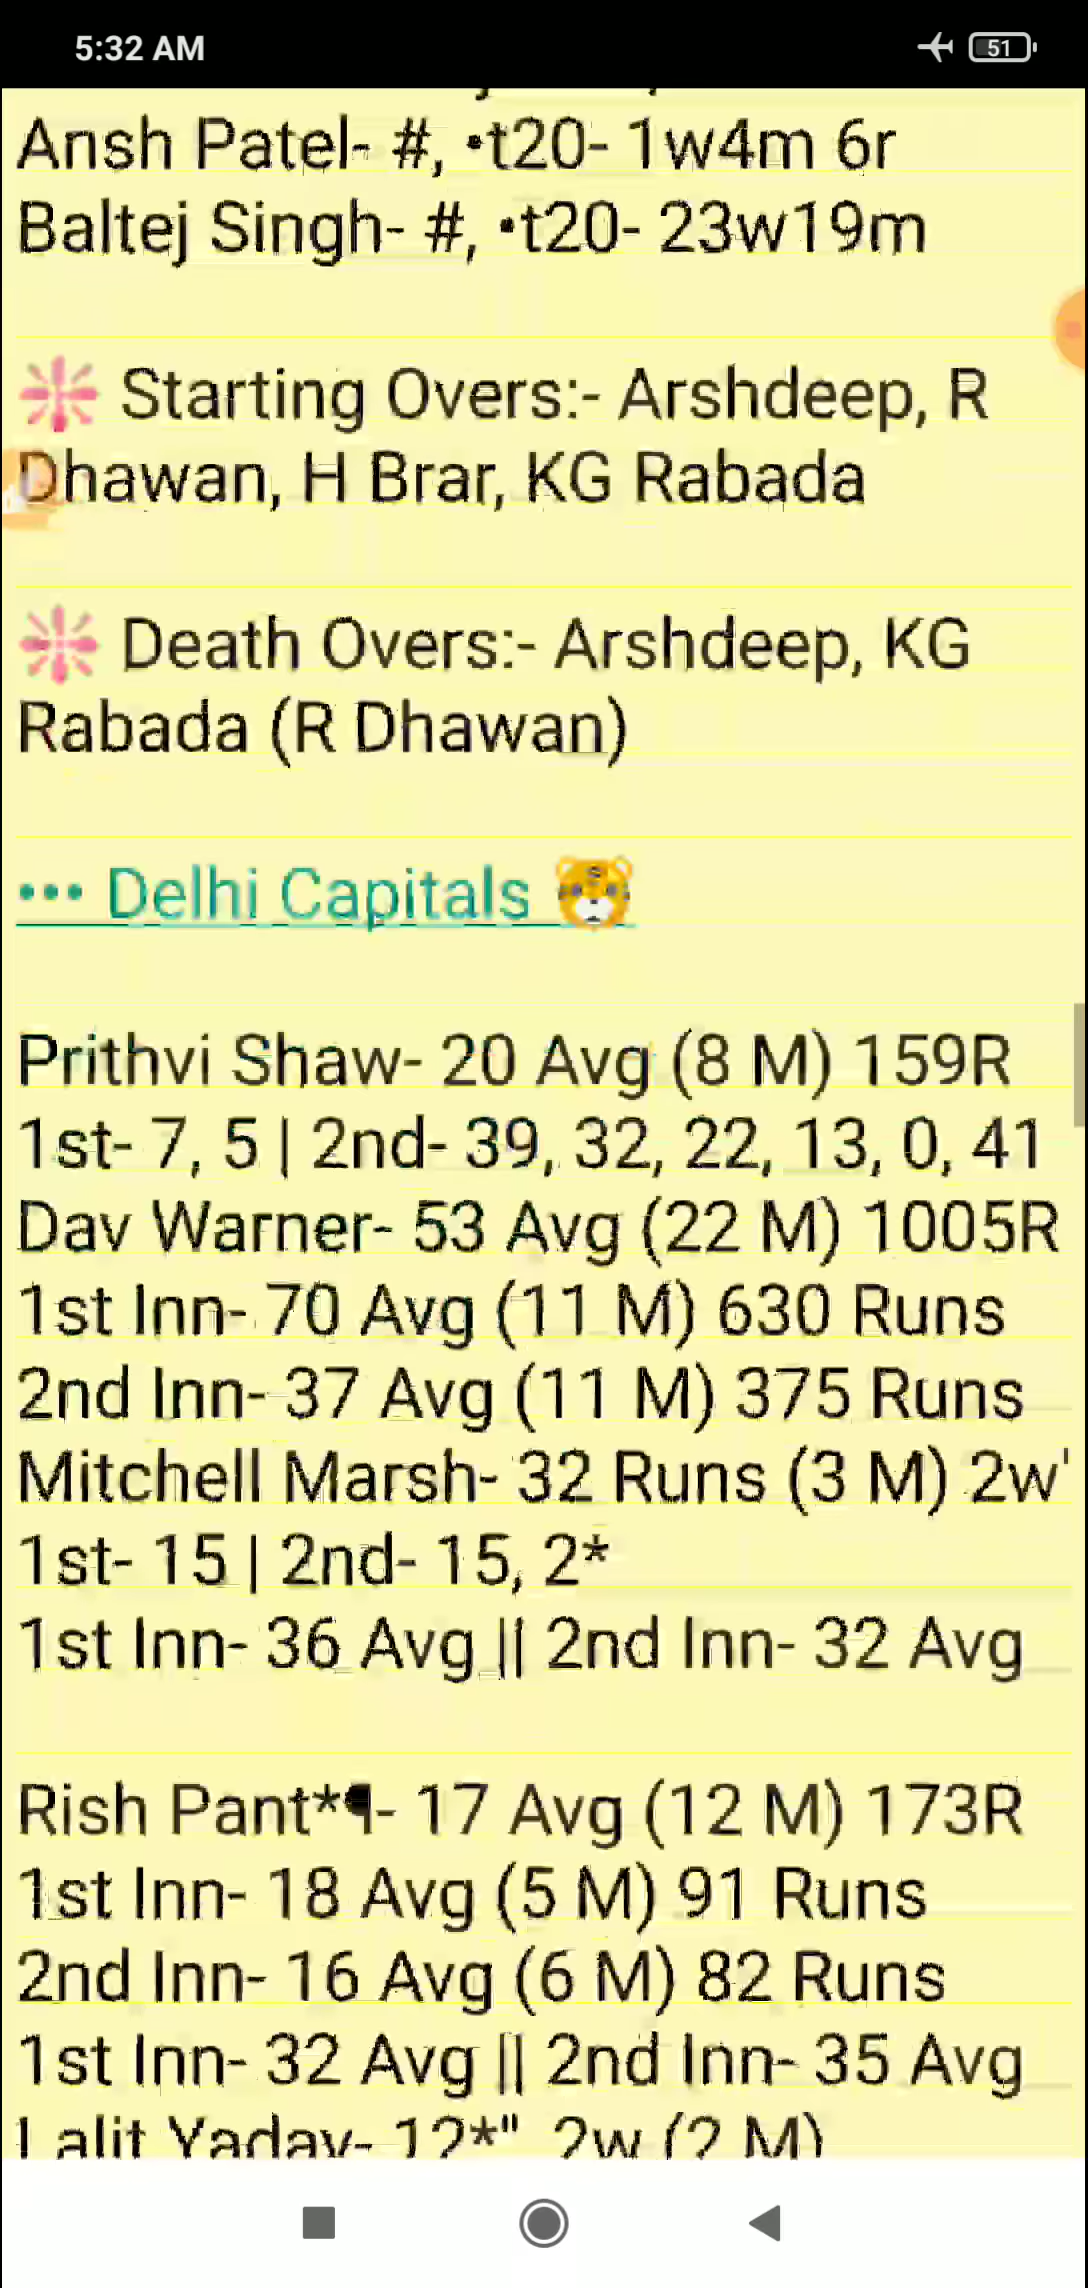 5:32 AM
51
Ansh Patel- #, •t20- 1w4m 6r
Baltej Singh- #, •t20- 23w19m
Starting Overs:- Arshdeep, R
Dhawan, H Brar, KG Rabada
Death Overs:- Arshdeep, KG
Rabada (R Dhawan)
••• Delhi Capitals 🐯
Prithvi Shaw- 20 Avg (8 M) 159R
1st- 7, 5 | 2nd- 39, 32, 22, 13, 0, 41
Dav Warner- 53 Avg (22 M) 1005R
1st Inn- 70 Avg (11 M) 630 Runs
2nd Inn- 37 Avg (11 M) 375 Runs
Mitchell Marsh- 32 Runs (3 M) 2w'
1st- 15 | 2nd- 15, 2*
1st Inn- 36 Avg || 2nd Inn- 32 Avg
Rish Pant*¶- 17 Avg (12 M) 173R
1st Inn- 18 Avg (5 M) 91 Runs
2nd Inn- 16 Avg (6 M) 82 Runs
1st Inn- 32 Avg || 2nd Inn- 35 Avg
Lalit Yadav- 12*", 2w (2 M)